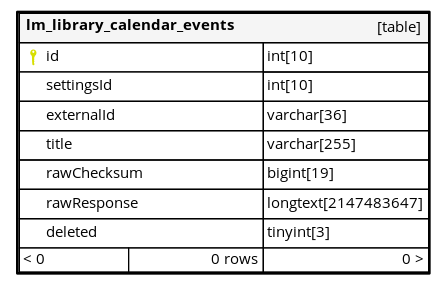 lm_library_calendar_events [table]
id int[10]
settingsId int[10]
externalId varchar[36]
title varchar[255]
rawChecksum bigint[19]
rawResponse longtext[2147483647]
deleted tinyint[3]
< 0 0 rows 0 >